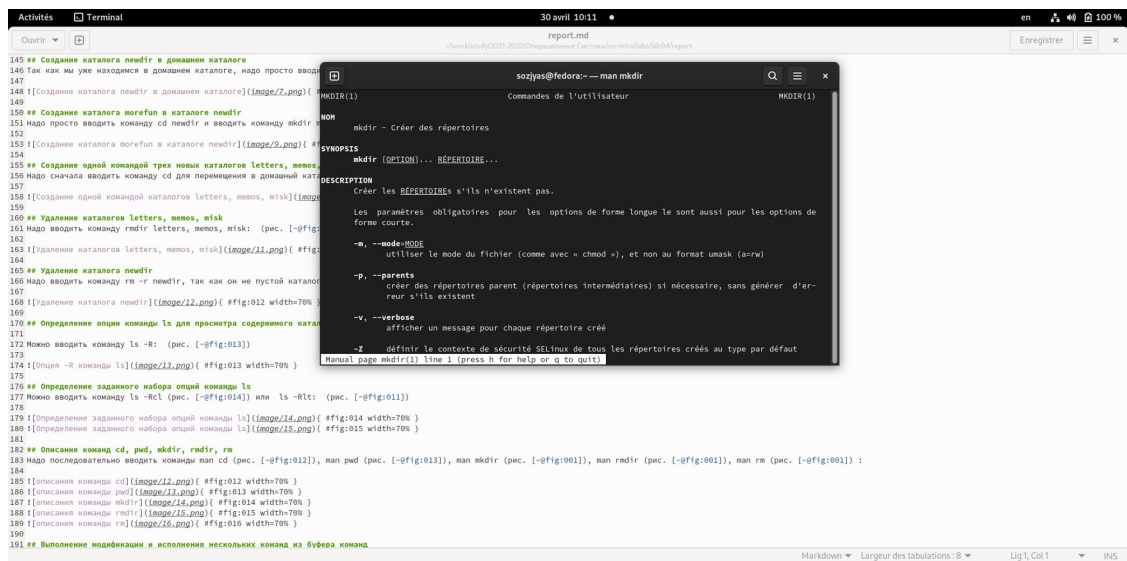 Activités Terminal 30 avril 10:11 en 100 %
Ouvrir report.md Enregistrer
~/work/study/2021-2022/Операционные Системы/os-intro/labs/lab04/report
145 ## Создание каталога newdir в домашнем каталоге
146 Так как мы уже находимся в домашнем каталоге, надо просто вводи
147
148 ![Создание каталога newdir в домашнем каталоге](image/7.png){ #
149
150 ## Создание каталога morefun в каталоге newdir
151 Надо просто вводить команду cd newdir и вводить команду mkdir m
152
153 ![Создание каталога morefun в каталоге newdir](image/9.png){ #f
154
155 ## Создание одной командой трех новых каталогов letters, memos,
156 Надо сначала вводить команду cd для перемещения в домашный ката
157
158 ![Создание одной командой каталогов letters, memos, misk](image
159
160 ## Удаление каталогов letters, memos, misk
161 Надо вводить команду rmdir letters, memos, misk: (рис. [-@fig:
162
163 ![Удаление каталогов letters, memos, misk](image/11.png){ #fig:
164
165 ## Удаление каталога newdir
166 Надо вводить команду rm -r newdir, так как он не пустой каталог
167
168 ![Удаление каталога newdir](image/12.png){ #fig:012 width=70% }
169
170 ## Определение опции команды ls для просмотра содержимого катал
171
172 Можно вводить команду ls -R: (рис. [-@fig:013])
173
174 ![Опция -R команды ls](image/13.png){ #fig:013 width=70% }
175
176 ## Определение заданного набора опций команды ls
177 Можно вводить команду ls -Rcl (рис. [-@fig:014]) или ls -Rlt: (рис. [-@fig:011])
178
179 ![Определение заданного набора опций команды ls](image/14.png){ #fig:014 width=70% }
180 ![Определение заданного набора опций команды ls](image/15.png){ #fig:015 width=70% }
181
182 ## Описание команд cd, pwd, mkdir, rmdir, rm
183 Надо последовательно вводить команды man cd (рис. [-@fig:012]), man pwd (рис. [-@fig:013]), man mkdir (рис. [-@fig:001]), man rmdir (рис. [-@fig:001]), man rm (рис. [-@fig:001]) :
184
185 ![описания команды cd](image/12.png){ #fig:012 width=70% }
186 ![описания команды pwd](image/13.png){ #fig:013 width=70% }
187 ![описания команды mkdir](image/14.png){ #fig:014 width=70% }
188 ![описания команды rmdir](image/15.png){ #fig:015 width=70% }
189 ![описания команды rm](image/16.png){ #fig:016 width=70% }
190
191 ## Выполнение модификации и исполнения нескольких команд из буфера команд
sozjyas@fedora:~ — man mkdir
MKDIR(1) Commandes de l'utilisateur MKDIR(1)
NOM
mkdir - Créer des répertoires
SYNOPSIS
mkdir [OPTION]... RÉPERTOIRE...
DESCRIPTION
Créer les RÉPERTOIREs s'ils n'existent pas.
Les paramètres obligatoires pour les options de forme longue le sont aussi pour les options de
forme courte.
-m, --mode=MODE
utiliser le mode du fichier (comme avec « chmod »), et non au format umask (a=rw)
-p, --parents
créer des répertoires parent (répertoires intermédiaires) si nécessaire, sans générer d'er‐
reur s'ils existent
-v, --verbose
afficher un message pour chaque répertoire créé
-Z définir le contexte de sécurité SELinux de tous les répertoires créés au type par défaut
Manual page mkdir(1) line 1 (press h for help or q to quit)
Markdown Largeur des tabulations : 8 Lig 1, Col 1 INS